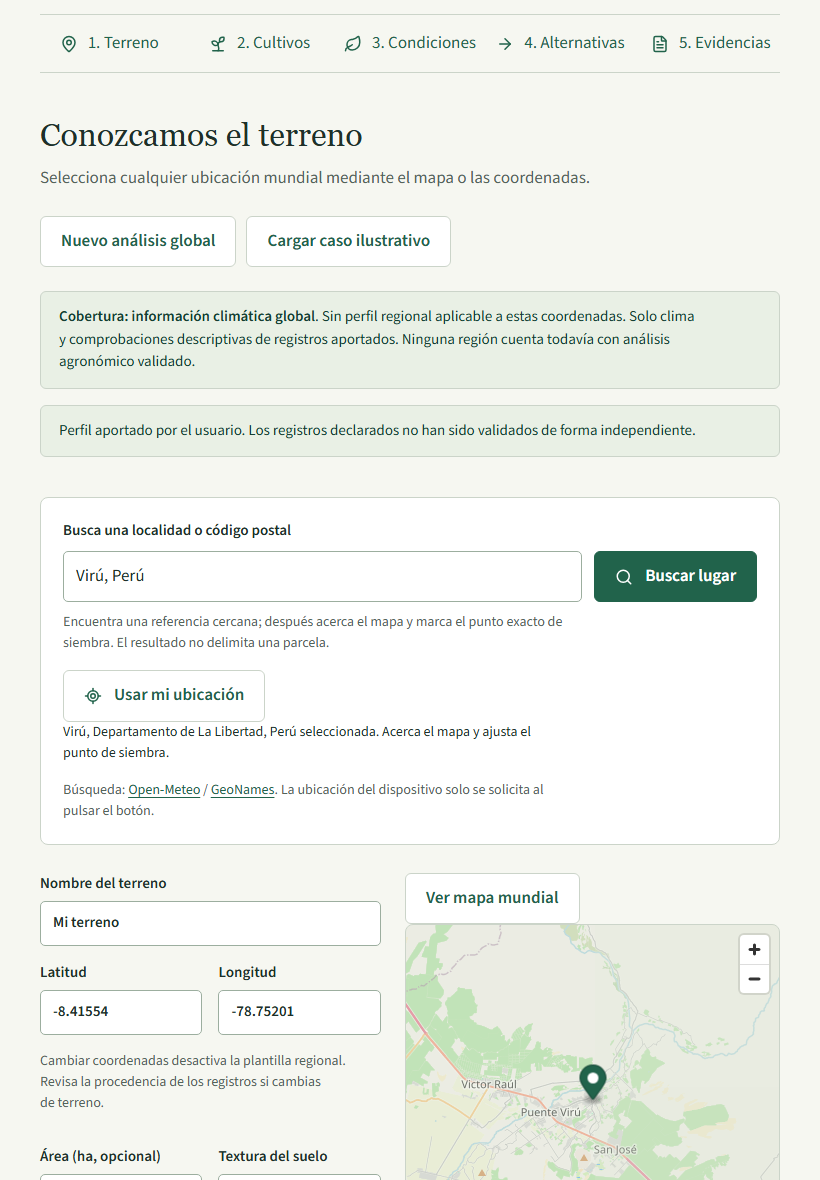 1. Terreno
2. Cultivos
3. Condiciones
4. Alternativas
5. Evidencias
Conozcamos el terreno
Selecciona cualquier ubicación mundial mediante el mapa o las coordenadas.
Nuevo análisis global
Cargar caso ilustrativo
Cobertura: información climática global. Sin perfil regional aplicable a estas coordenadas. Solo clima
y comprobaciones descriptivas de registros aportados. Ninguna región cuenta todavía con análisis
agronómico validado.
Perfil aportado por el usuario. Los registros declarados no han sido validados de forma independiente.
Busca una localidad o código postal
Virú, Perú
Buscar lugar
Encuentra una referencia cercana; después acerca el mapa y marca el punto exacto de
siembra. El resultado no delimita una parcela.
Usar mi ubicación
Virú, Departamento de La Libertad, Perú seleccionada. Acerca el mapa y ajusta el
punto de siembra.
Búsqueda: Open-Meteo / GeoNames. La ubicación del dispositivo solo se solicita al
pulsar el botón.
Nombre del terreno
Mi terreno
Latitud
Longitud
-8.41554
-78.75201
Cambiar coordenadas desactiva la plantilla regional.
Revisa la procedencia de los registros si cambias
de terreno.
Área (ha, opcional)
Textura del suelo
Ver mapa mundial
+
−
Victor Raúl
Puente Virú
San José